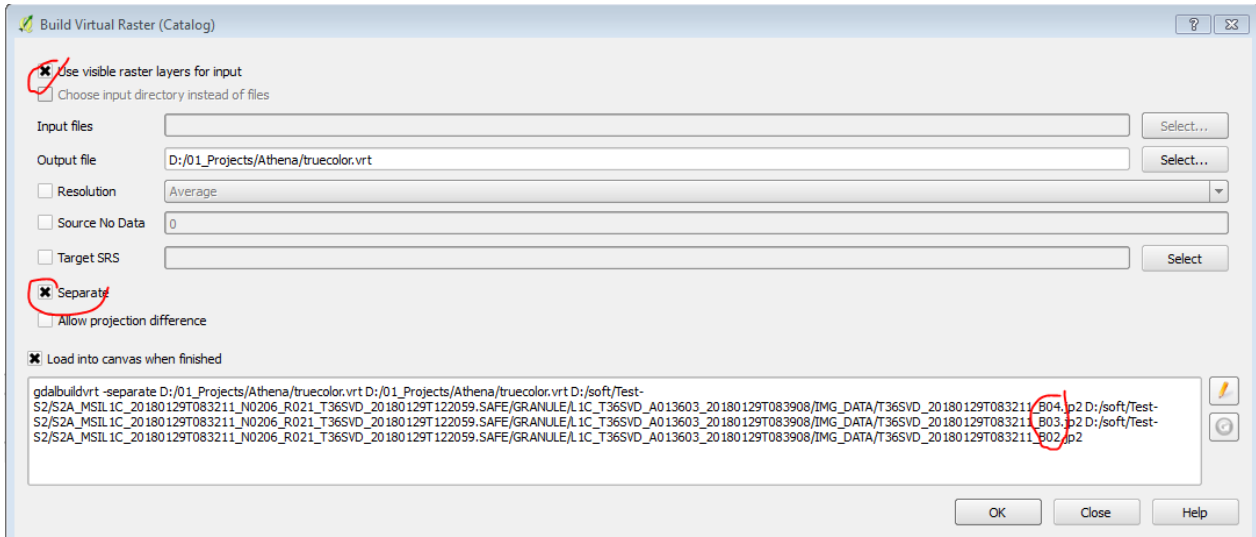 Build Virtual Raster (Catalog)
Use visible raster layers for input
Choose input directory instead of files
Input files
Select...
Output file
D:/01_Projects/Athena/truecolor.vrt
Select...
Resolution
Average
Source No Data
0
Target SRS
Select
Separate
Allow projection difference
Load into canvas when finished
gdalbuildvrt -separate D:/01_Projects/Athena/truecolor.vrt D:/01_Projects/Athena/truecolor.vrt D:/soft/Test-
S2/S2A_MSIL1C_20180129T083211_N0206_R021_T36SVD_20180129T122059.SAFE/GRANULE/L1C_T36SVD_A013603_20180129T083908/IMG_DATA/T36SVD_20180129T083211_B04.jp2 D:/soft/Test-
S2/S2A_MSIL1C_20180129T083211_N0206_R021_T36SVD_20180129T122059.SAFE/GRANULE/L1C_T36SVD_A013603_20180129T083908/IMG_DATA/T36SVD_20180129T083211_B03.jp2 D:/soft/Test-
S2/S2A_MSIL1C_20180129T083211_N0206_R021_T36SVD_20180129T122059.SAFE/GRANULE/L1C_T36SVD_A013603_20180129T083908/IMG_DATA/T36SVD_20180129T083211_B02.jp2
OK
Close
Help